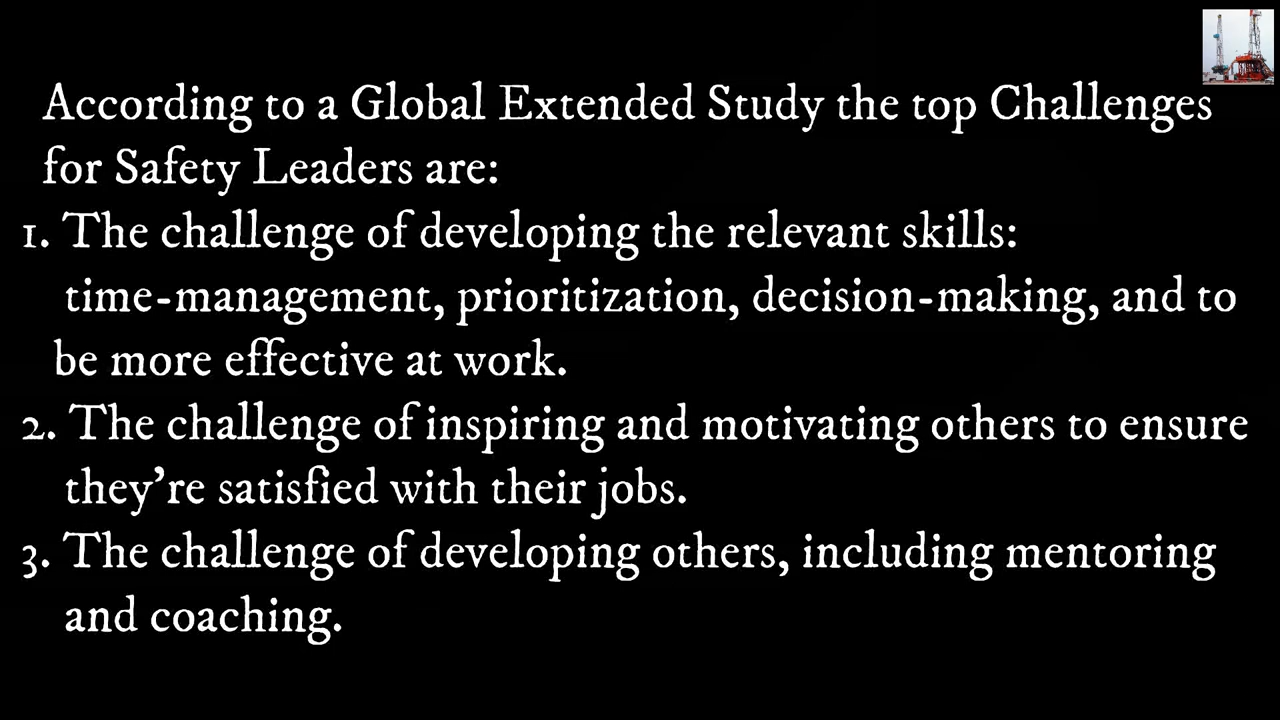 According to a Global Extended Study the top Challenges
for Safety Leaders are:
1. The challenge of developing the relevant skills:
time-management, prioritization, decision-making, and to
be more effective at work.
2. The challenge of inspiring and motivating others to ensure
they’re satisfied with their jobs.
3. The challenge of developing others, including mentoring
and coaching.